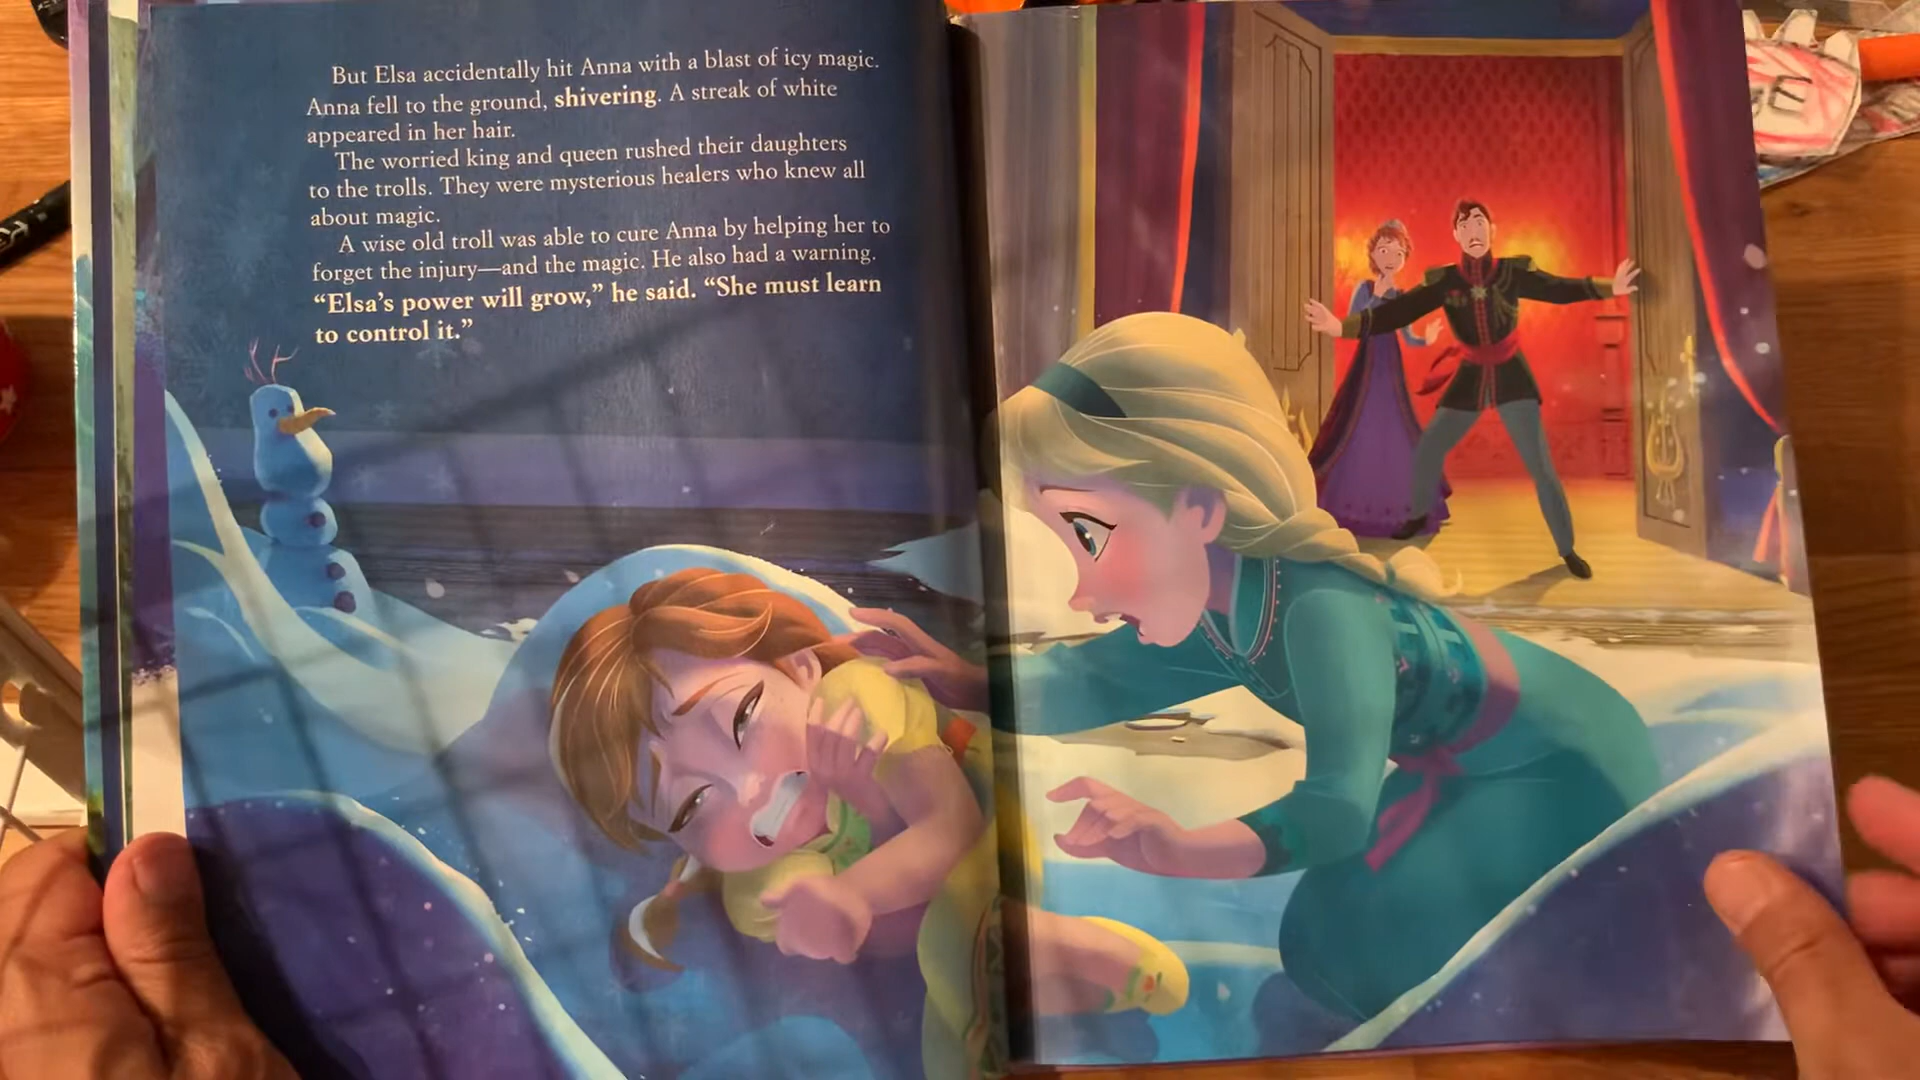 But Elsa accidentally hit Anna with a blast of icy magic.
Anna fell to the ground, shivering. A streak of white
appeared in her hair.
The worried king and queen rushed their daughters
to the trolls. They were mysterious healers who knew all
about magic.
A wise old troll was able to cure Anna by helping her to
forget the injury—and the magic. He also had a warning.
“Elsa’s power will grow,” he said. “She must learn
to control it.”